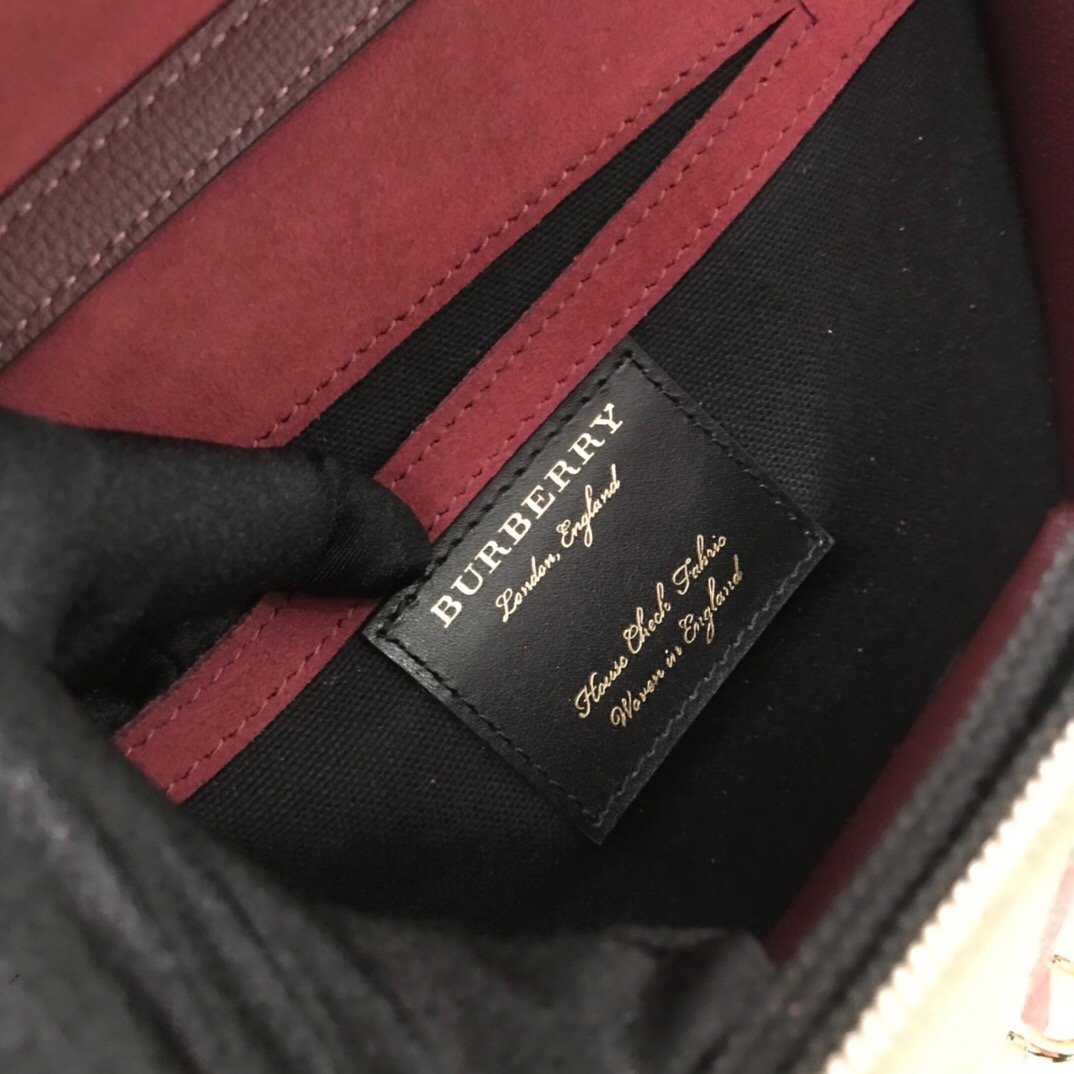 BURBERRY
London, England
House Check Fabric
Woven in England